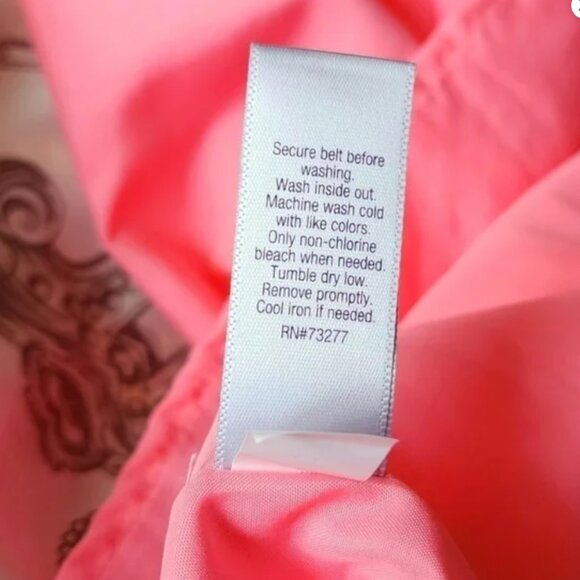 Secure belt before
washing.
Wash inside out.
Machine wash cold
with like colors.
Only non-chlorine
bleach when needed.
Tumble dry low.
Remove promptly.
Cool iron if needed.
RN#73277